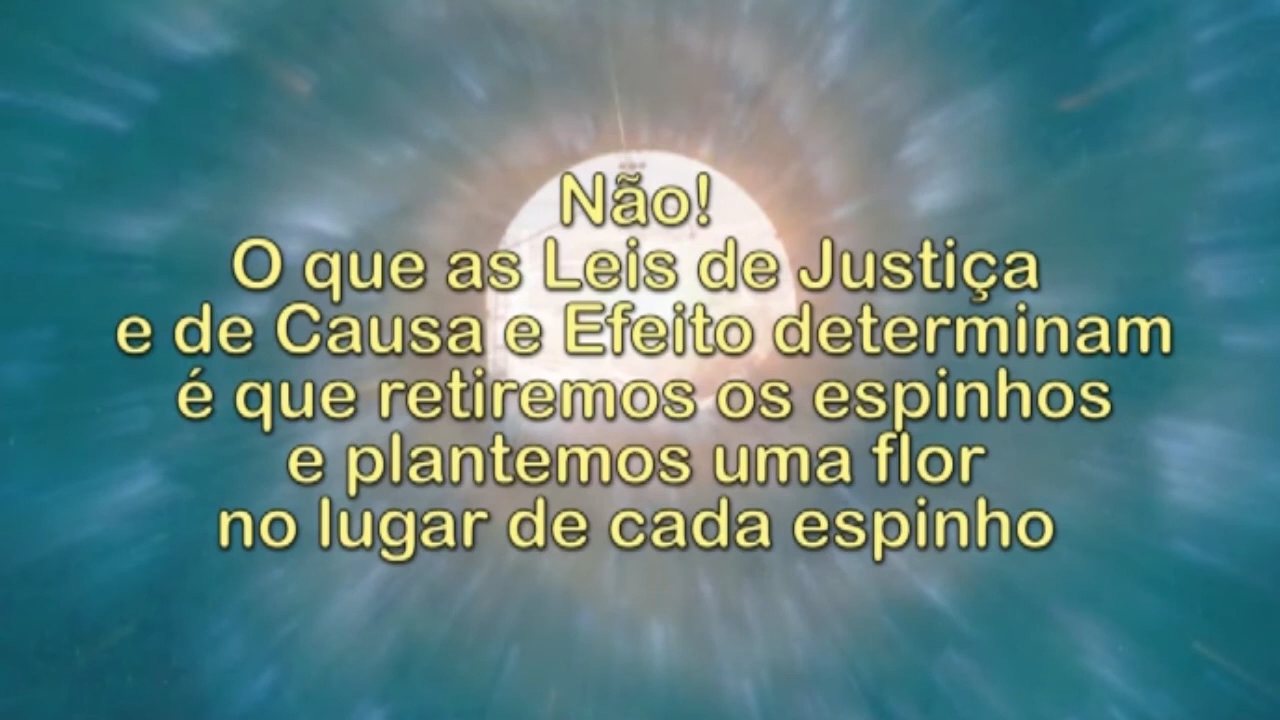 Não!
O que as Leis de Justiça
e de Causa e Efeito determinam
é que retiremos os espinhos
e plantemos uma flor
no lugar de cada espinho